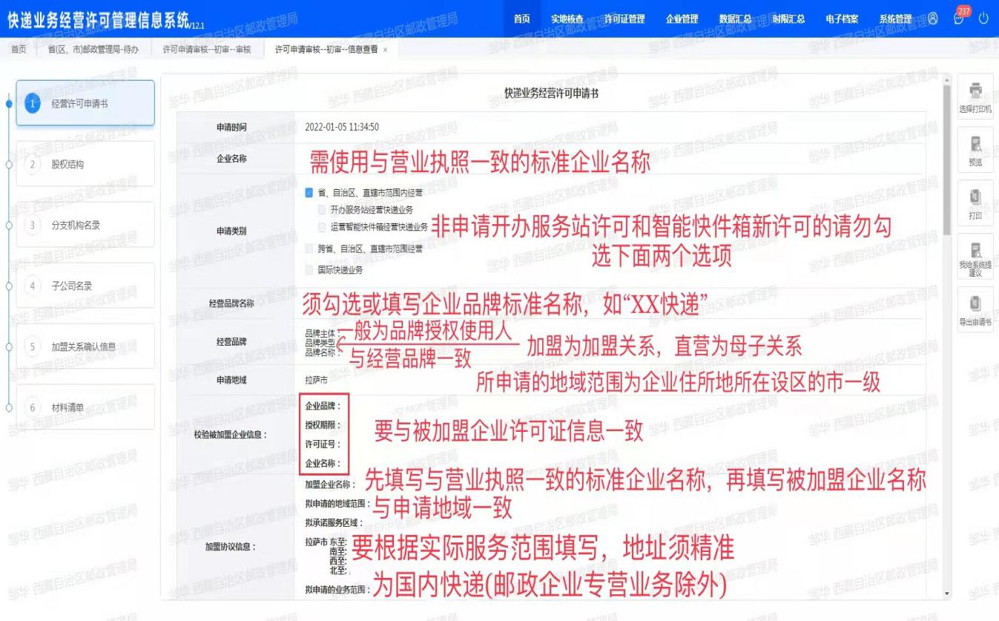 快递业务经营许可管理信息系统V12.1
首页 实地核查 许可证管理 企业管理 数据汇总 时限汇总 电子档案 系统管理 237
首页 省(区、市)邮政管理局-待办 许可申请审核--初审--审核 许可申请审核--初审--信息查看 ×
1 经营许可申请书
2 股权结构
3 分支机构名录
4 子公司名录
5 加盟关系确认信息
6 材料清单
快递业务经营许可申请书
申请时间 2022-01-05 11:34:50
企业名称 需使用与营业执照一致的标准企业名称
申请类别
省、自治区、直辖市范围内经营
开办服务站经营快递业务
运营智能快件箱经营快递业务
跨省、自治区、直辖市范围经营
国际快递业务
非申请开办服务站许可和智能快件箱新许可的请勿勾
选下面两个选项
经营品牌名称 须勾选或填写企业品牌标准名称，如“XX快递”
经营品牌
品牌主体：一般为品牌授权使用人
品牌类型 加盟为加盟关系，直营为母子关系
品牌名称： 与经营品牌一致
申请地域 拉萨市 所申请的地域范围为企业住所地所在设区的市一级
校验被加盟企业信息：
企业品牌：
授权期限：
许可证号：
企业名称：
要与被加盟企业许可证信息一致
加盟协议信息：
加盟企业名称： 先填写与营业执照一致的标准企业名称，再填写被加盟企业名称
拟申请的地域范围： 与申请地域一致
拟承诺服务区域：
拉萨市 东至:
南至:
西至:
北至:
要根据实际服务范围填写，地址须精准
拟申请的业务范围： 为国内快递(邮政企业专营业务除外)
选择打印机
预览
打印
我给系统提
建议
导出申请书
邹华 西藏自治区邮政管理局